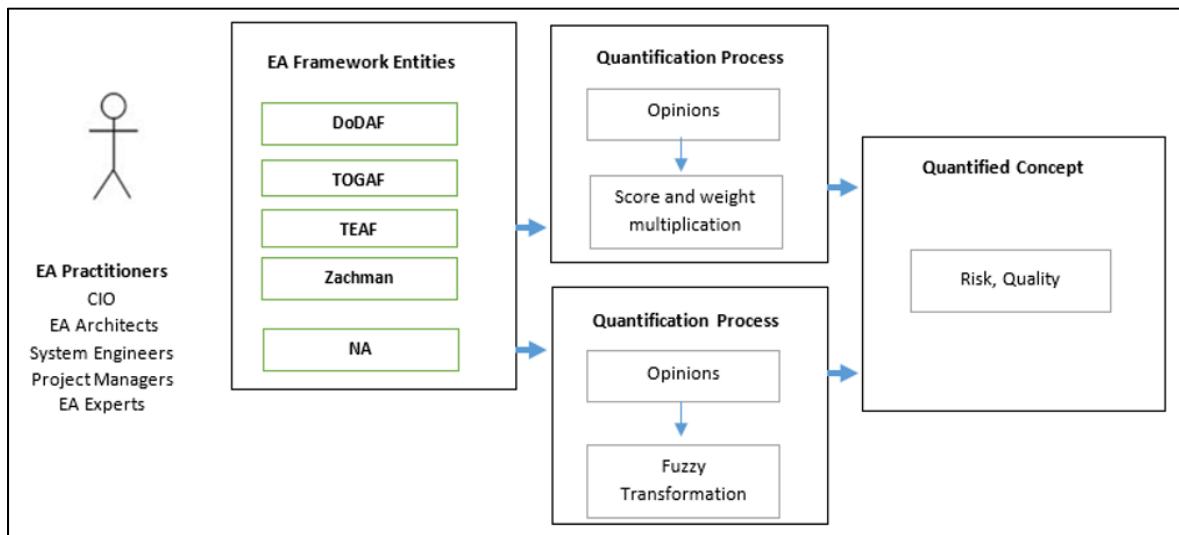 EA Practitioners
CIO
EA Architects
System Engineers
Project Managers
EA Experts
EA Framework Entities
DoDAF
TOGAF
TEAF
Zachman
NA
Quantification Process
Opinions
Score and weight
multiplication
Quantification Process
Opinions
Fuzzy
Transformation
Quantified Concept
Risk, Quality